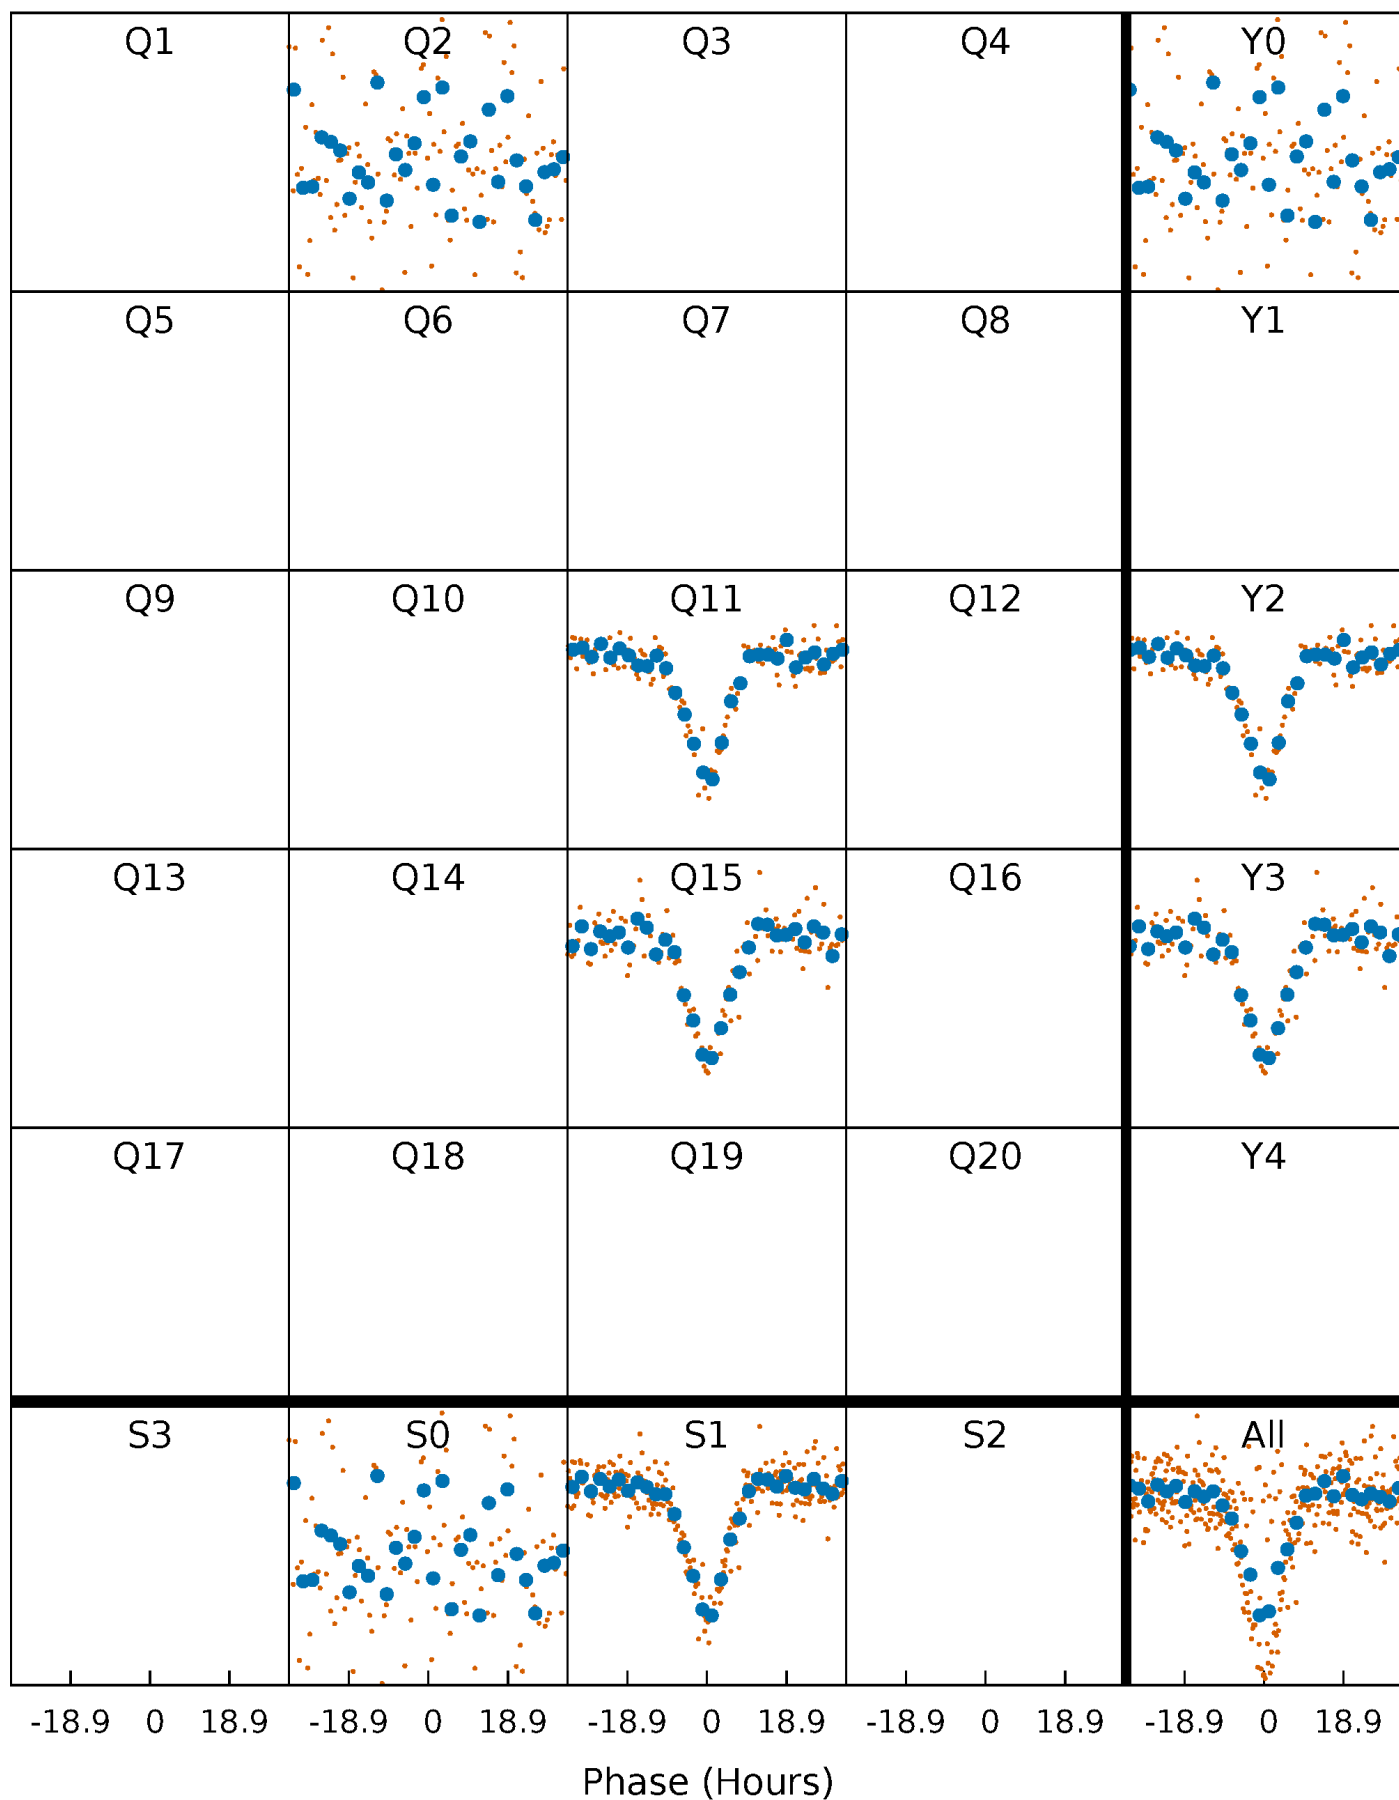 Q1 Q2 Q3 Q4 Y0
Q5 Q6 Q7 Q8 Y1
Q9 Q10 Q11 Q12 Y2
Q13 Q14 Q15 Q16 Y3
Q17 Q18 Q19 Q20 Y4
S3 S0 S1 S2 All
-18.9 0 18.9 -18.9 0 18.9 -18.9 0 18.9 -18.9 0 18.9 -18.9 0 18.9
Phase (Hours)